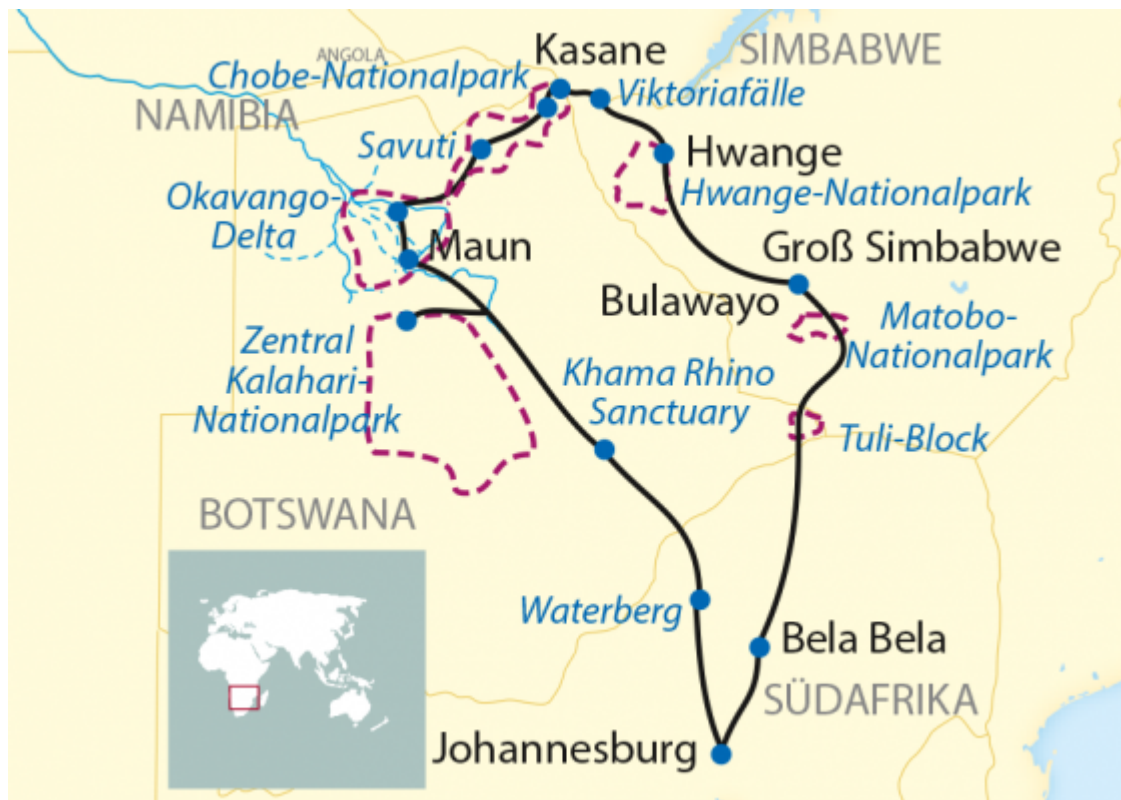 Kasane
SIMBABWE
ANGOLA
Chobe-Nationalpark
Viktoriafälle
NAMIBIA
Savuti
Hwange
Hwange-Nationalpark
Okavango-
Delta
Maun
Groß Simbabwe
Bulawayo
Matobo-
Nationalpark
Zentral
Kalahari-
Nationalpark
Khama Rhino
Sanctuary
Tuli-Block
BOTSWANA
Waterberg
Bela Bela
SÜDAFRIKA
Johannesburg